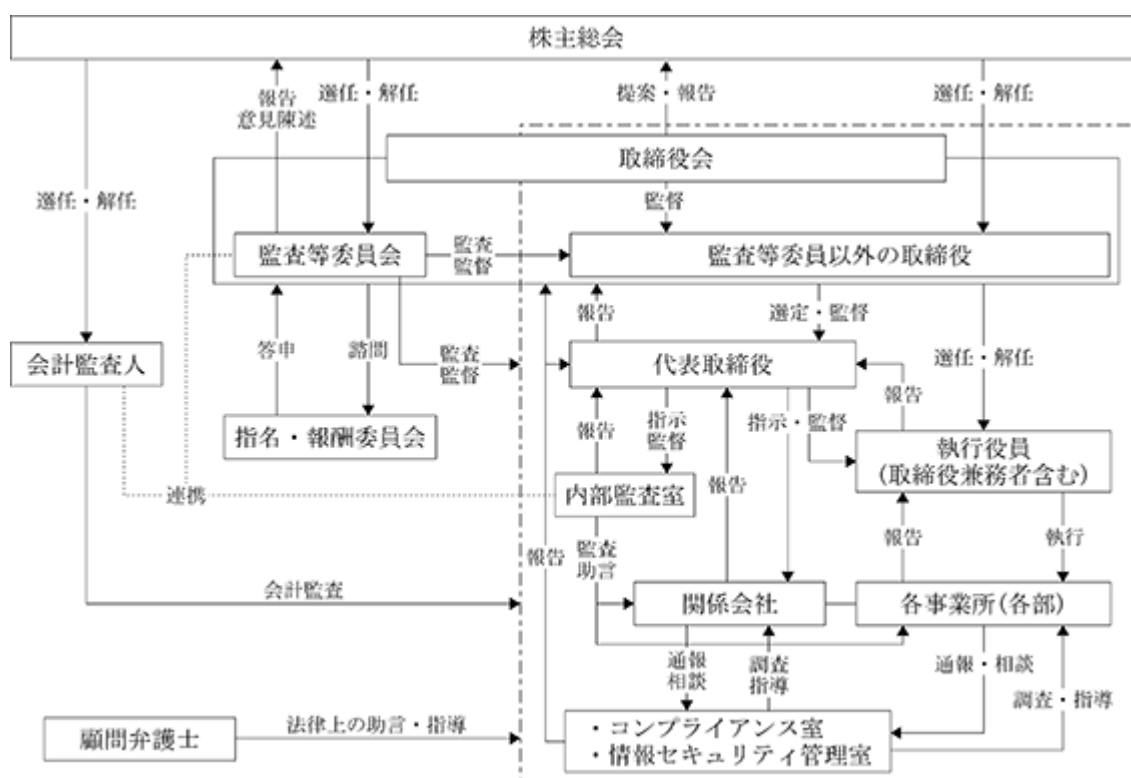 株主総会
報告
意見陳述
選任・解任
提案・報告
選任・解任
取締役会
選任・解任
監督
監査等委員会
監査
監督
監査等委員以外の取締役
報告
選定・監督
会計監査人
答申
諮問
監査
監督
代表取締役
選任・解任
報告
指名・報酬委員会
報告
指示
監督
指示・監督
執行役員
(取締役兼務者含む)
連携
内部監査室
報告
報告
監査
助言
報告
執行
会計監査
関係会社
各事業所(各部)
通報
相談
調査
指導
通報・相談
調査・指導
顧問弁護士
法律上の助言・指導
・コンプライアンス室
・情報セキュリティ管理室